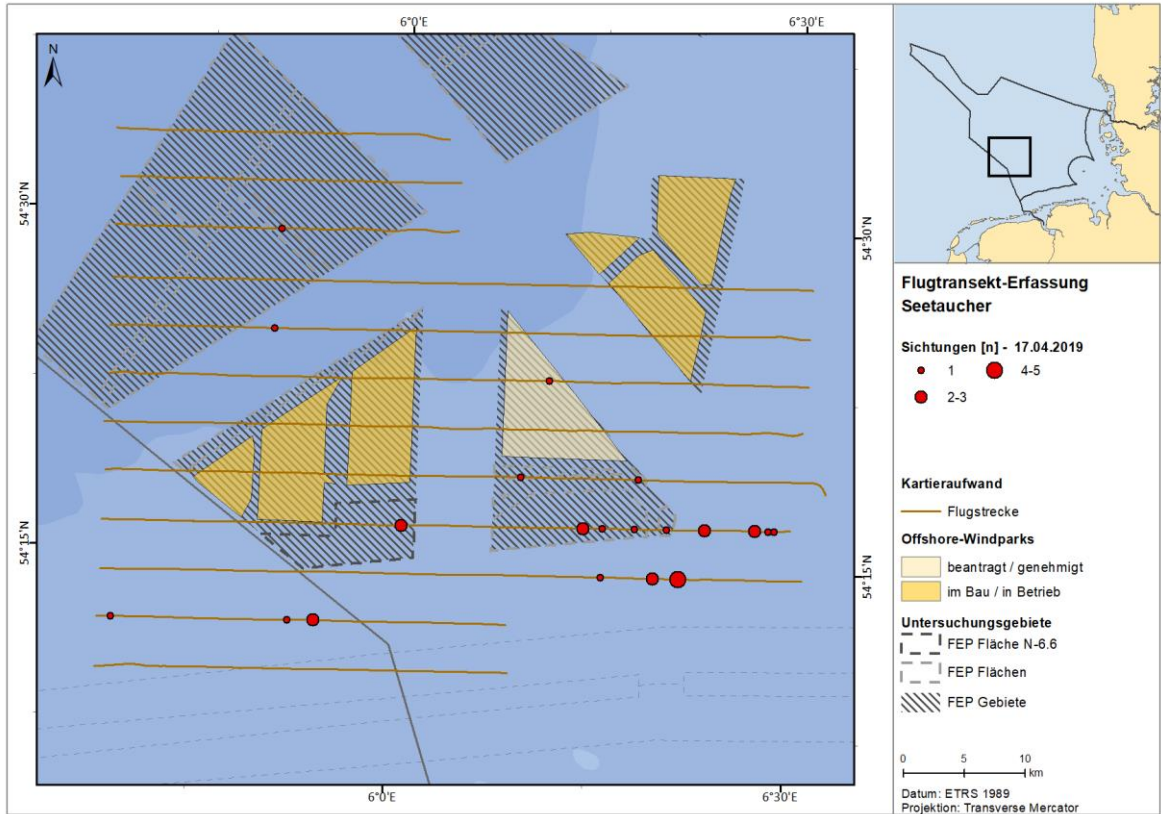 6°0'E
6°30'E
N
54°30'N
54°30'N
54°15'N
54°15'N
6°0'E
6°30'E
Flugtransekt-Erfassung
Seetaucher
Sichtungen [n] - 17.04.2019
1
4-5
2-3
Kartieraufwand
Flugstrecke
Offshore-Windparks
beantragt / genehmigt
im Bau / in Betrieb
Untersuchungsgebiete
FEP Fläche N-6.6
FEP Flächen
FEP Gebiete
0 5 10
km
Datum: ETRS 1989
Projektion: Transverse Mercator